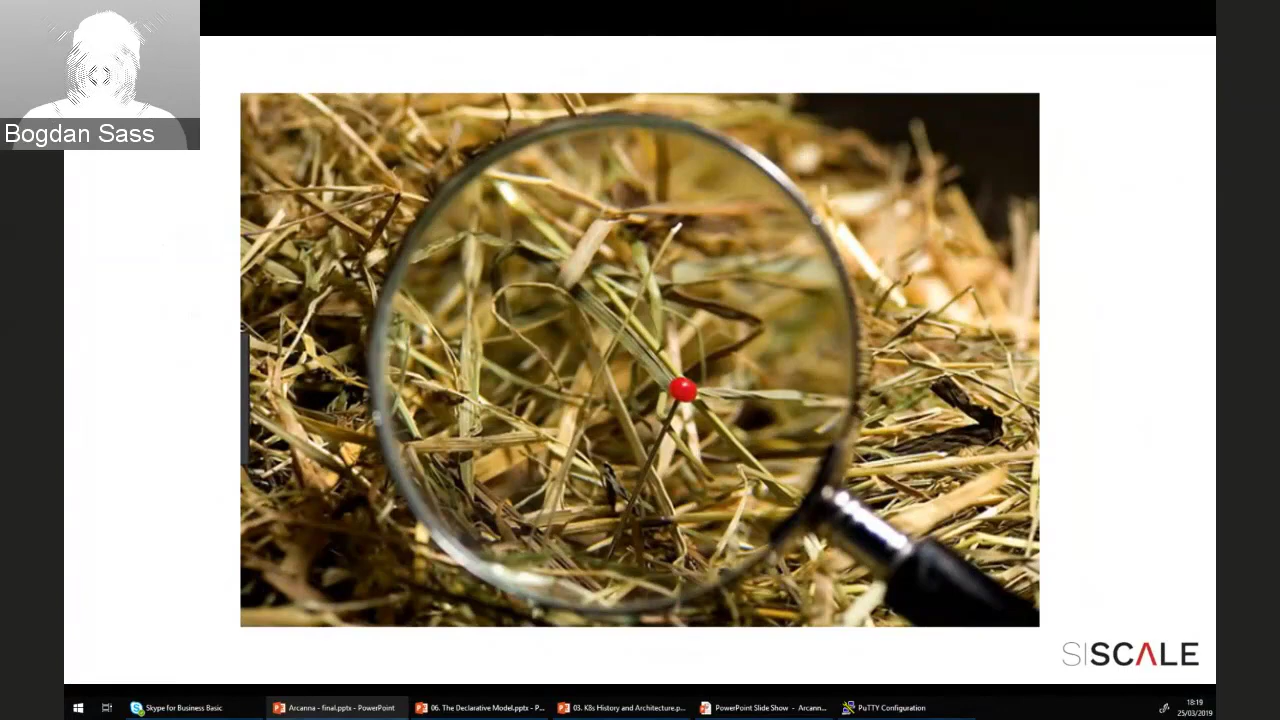 Bogdan Sass
SISCALE
Skype for Business Basic
Arcanna - final.pptx - PowerPoint
06. The Declarative Model.pptx - P...
03. K8s History and Architecture.p...
PowerPoint Slide Show - Arcann...
PuTTY Configuration
18:19
25/03/2019